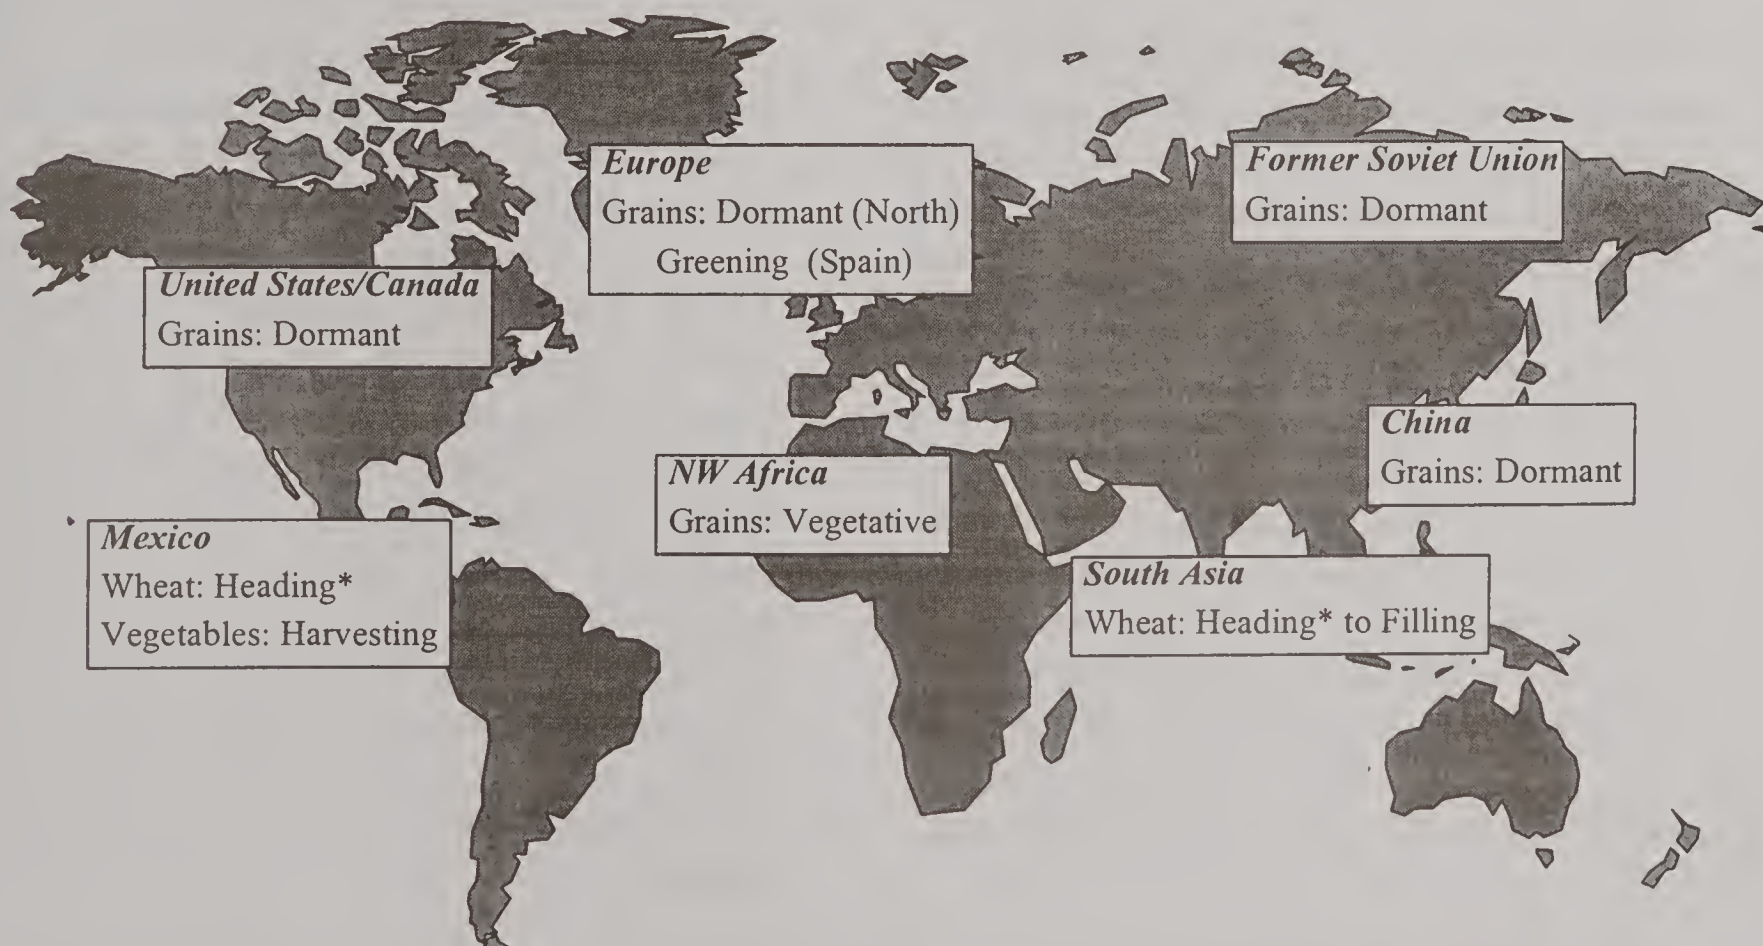 Europe
Grains: Dormant (North)
Greening (Spain)
Former Soviet Union
Grains: Dormant
United States/Canada
Grains: Dormant
China
Grains: Dormant
NW Africa
Grains: Vegetative
Mexico
Wheat: Heading*
Vegetables: Harvesting
South Asia
Wheat: Heading* to Filling